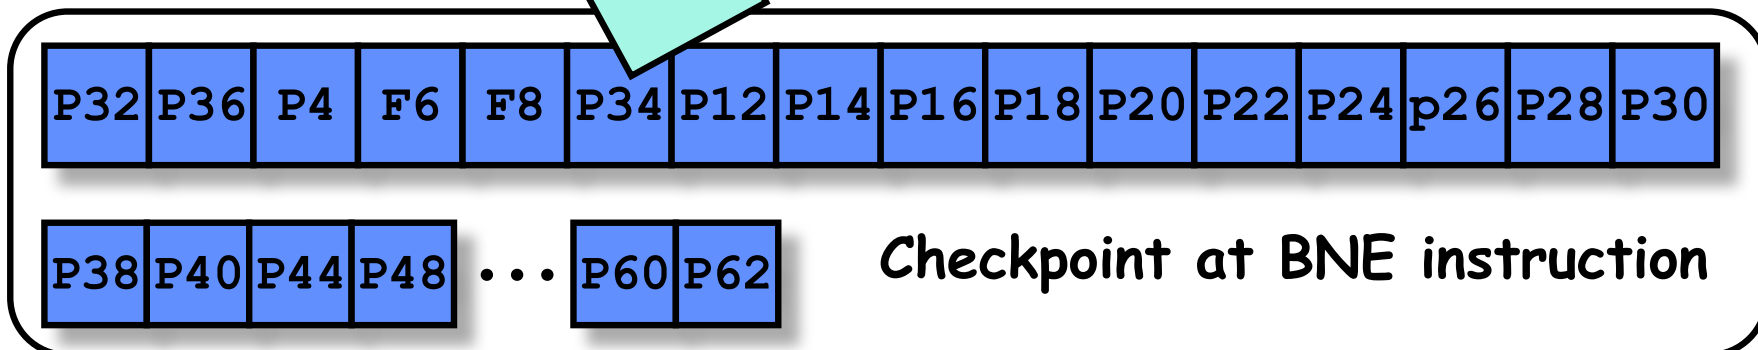 P32 P36 P4 F6 F8 P34 P12 P14 P16 P18 P20 P22 P24 p26 P28 P30
P38 P40 P44 P48 ... P60 P62 Checkpoint at BNE instruction